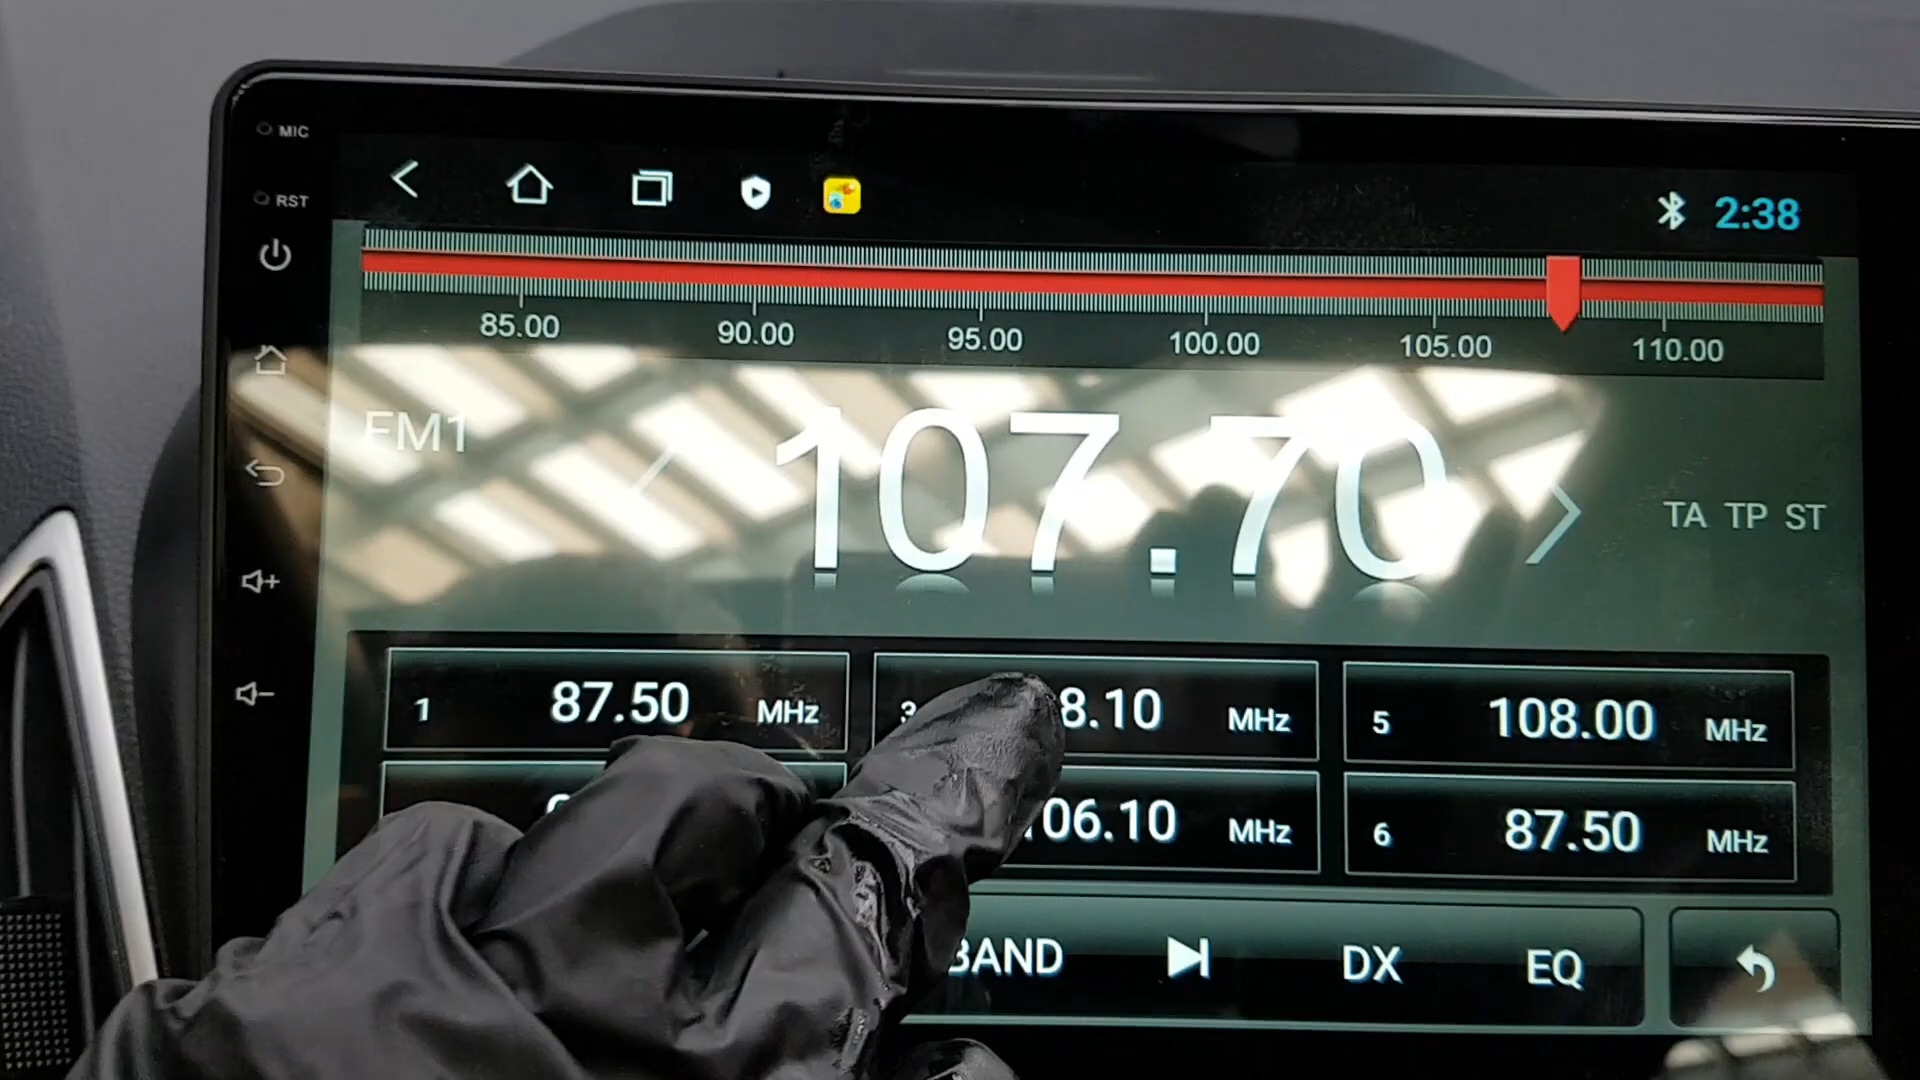 MIC
RST
2:38
85.00 90.00 95.00 100.00 105.00 110.00
FM1
107.70
TA TP ST
1 87.50 MHz
3 8.10 MHz
5 108.00 MHz
06.10 MHz
6 87.50 MHz
BAND
DX
EQ